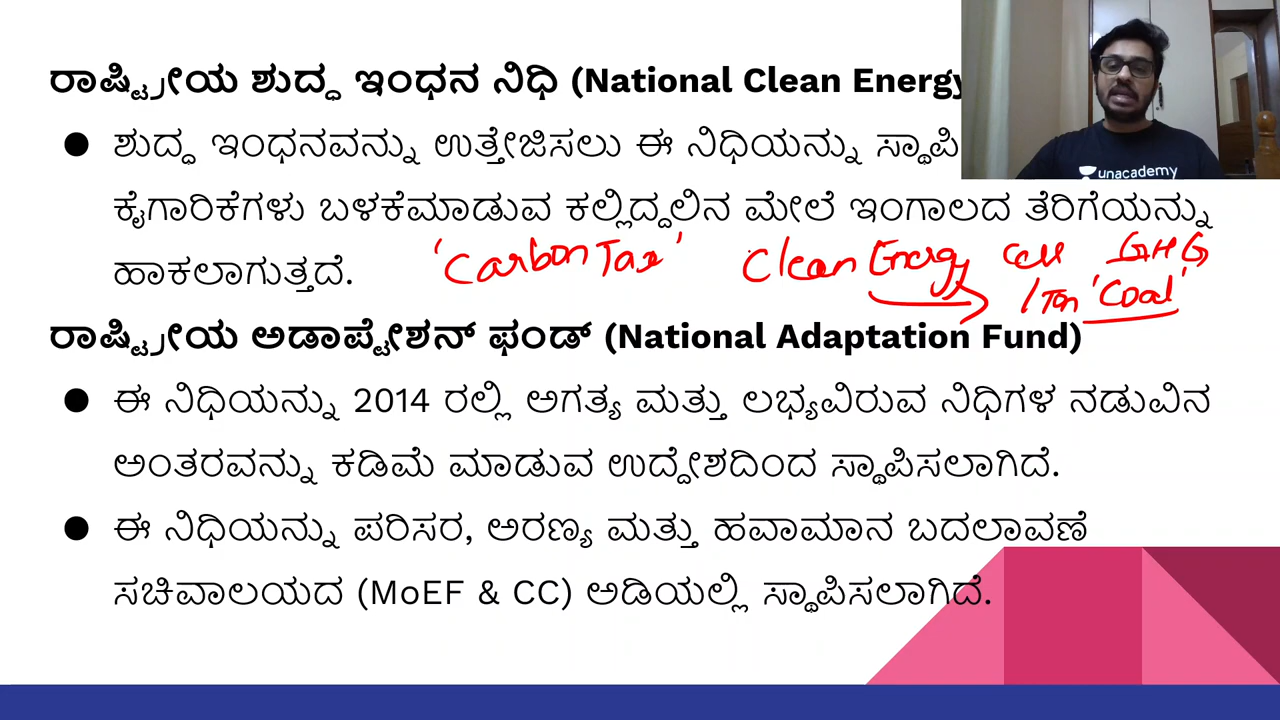 ರಾಷ್ಟ್ರೀಯ ಶುದ್ಧ ಇಂಧನ ನಿಧಿ (National Clean Energy
ಶುದ್ಧ ಇಂಧನವನ್ನು ಉತ್ತೇಜಿಸಲು ಈ ನಿಧಿಯನ್ನು ಸ್ಥಾಪಿ
unacademy
ಕೈಗಾರಿಕೆಗಳು ಬಳಕೆಮಾಡುವ ಕಲ್ಲಿದ್ದಲಿನ ಮೇಲೆ ಇಂಗಾಲದ ತೆರಿಗೆಯನ್ನು
ಹಾಕಲಾಗುತ್ತದೆ. 'Carbon Tax' Clean Energy GHG
/Ton 'Coal'
ರಾಷ್ಟ್ರೀಯ ಅಡಾಪ್ಟೇಶನ್ ಫಂಡ್ (National Adaptation Fund)
ಈ ನಿಧಿಯನ್ನು 2014 ರಲ್ಲಿ ಅಗತ್ಯ ಮತ್ತು ಲಭ್ಯವಿರುವ ನಿಧಿಗಳ ನಡುವಿನ
ಅಂತರವನ್ನು ಕಡಿಮೆ ಮಾಡುವ ಉದ್ದೇಶದಿಂದ ಸ್ಥಾಪಿಸಲಾಗಿದೆ.
ಈ ನಿಧಿಯನ್ನು ಪರಿಸರ, ಅರಣ್ಯ ಮತ್ತು ಹವಾಮಾನ ಬದಲಾವಣೆ
ಸಚಿವಾಲಯದ (MoEF & CC) ಅಡಿಯಲ್ಲಿ ಸ್ಥಾಪಿಸಲಾಗಿದೆ.